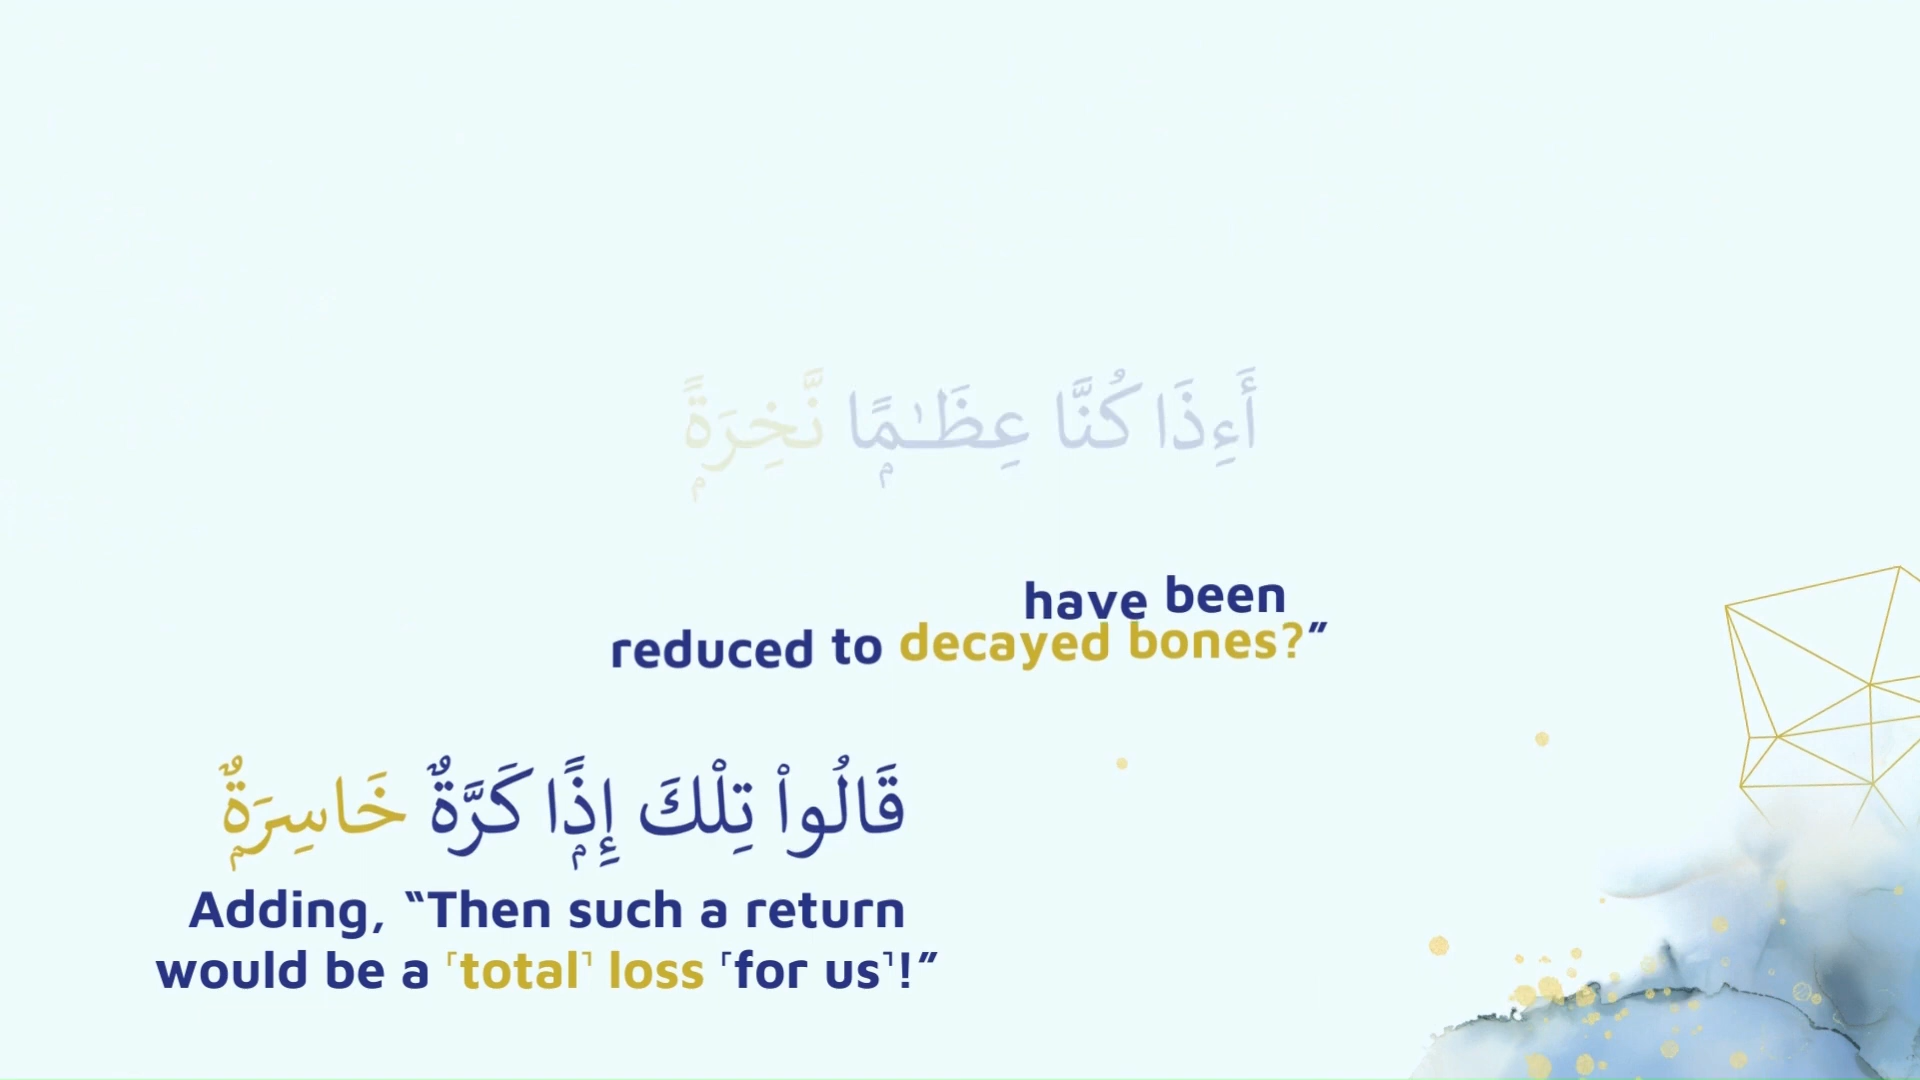 أَءِذَا كُنَّا عِظَـٰمًۭا نَّخِرَةًۭ
have been
reduced to decayed bones?”
قَالُوا۟ تِلْكَ إِذًۭا كَرَّةٌ خَاسِرَةٌۭ
Adding, “Then such a return
would be a ˹total˺ loss ˹for us˺!”